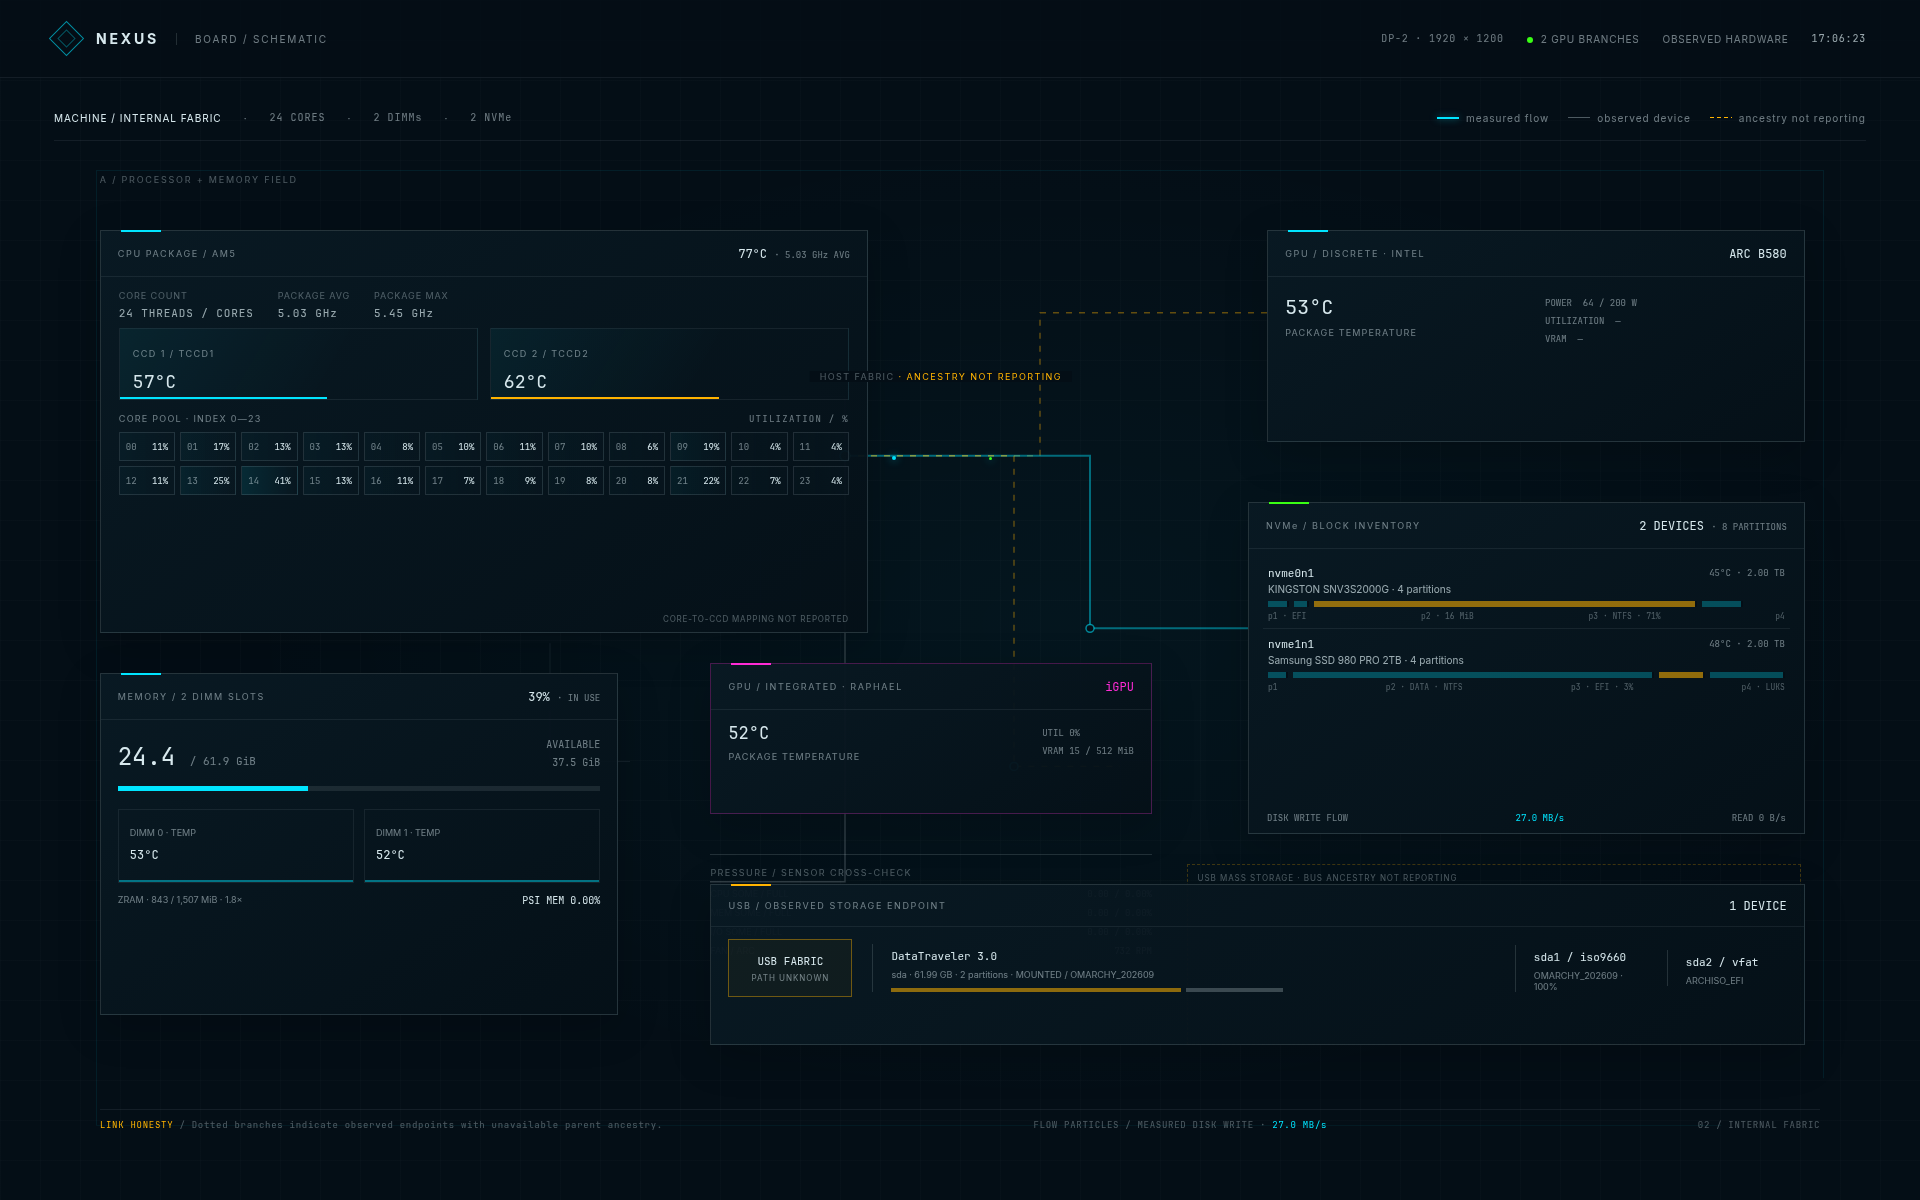 NEXUS
BOARD / SCHEMATIC
DP-2 · 1920 × 1200
2 GPU BRANCHES
OBSERVED HARDWARE
17:06:23
MACHINE / INTERNAL FABRIC · 24 CORES · 2 DIMMs · 2 NVMe
measured flow
observed device
ancestry not reporting
A / PROCESSOR + MEMORY FIELD
CPU PACKAGE / AM5
77°C · 5.03 GHz AVG
CORE COUNT PACKAGE AVG PACKAGE MAX
24 THREADS / CORES 5.03 GHz 5.45 GHz
CCD 1 / TCCD1
57°C
CCD 2 / TCCD2
62°C
CORE POOL · INDEX 0—23
UTILIZATION / %
00 11% 01 17% 02 13% 03 13% 04 8% 05 10% 06 11% 07 10% 08 6% 09 19% 10 4% 11 4%
12 11% 13 25% 14 41% 15 13% 16 11% 17 7% 18 9% 19 8% 20 8% 21 22% 22 7% 23 4%
CORE-TO-CCD MAPPING NOT REPORTED
HOST FABRIC · ANCESTRY NOT REPORTING
GPU / DISCRETE · INTEL
ARC B580
53°C
PACKAGE TEMPERATURE
POWER 64 / 200 W
UTILIZATION —
VRAM —
NVMe / BLOCK INVENTORY
2 DEVICES · 8 PARTITIONS
nvme0n1
45°C · 2.00 TB
KINGSTON SNV3S2000G · 4 partitions
p1 · EFI p2 · 16 MiB p3 · NTFS · 71% p4
nvme1n1
48°C · 2.00 TB
Samsung SSD 980 PRO 2TB · 4 partitions
p1 p2 · DATA · NTFS p3 · EFI · 3% p4 · LUKS
DISK WRITE FLOW 27.0 MB/s READ 0 B/s
MEMORY / 2 DIMM SLOTS
39% · IN USE
24.4 / 61.9 GiB
AVAILABLE
37.5 GiB
DIMM 0 · TEMP
53°C
DIMM 1 · TEMP
52°C
ZRAM · 843 / 1,507 MiB · 1.8×
PSI MEM 0.00%
GPU / INTEGRATED · RAPHAEL
iGPU
52°C
PACKAGE TEMPERATURE
UTIL 0%
VRAM 15 / 512 MiB
PRESSURE / SENSOR CROSS-CHECK
USB MASS STORAGE · BUS ANCESTRY NOT REPORTING
USB / OBSERVED STORAGE ENDPOINT
1 DEVICE
USB FABRIC
PATH UNKNOWN
DataTraveler 3.0
sda · 61.99 GB · 2 partitions · MOUNTED / OMARCHY_202609
sda1 / iso9660
OMARCHY_202609 ·
100%
sda2 / vfat
ARCHISO_EFI
LINK HONESTY / Dotted branches indicate observed endpoints with unavailable parent ancestry.
FLOW PARTICLES / MEASURED DISK WRITE · 27.0 MB/s
02 / INTERNAL FABRIC